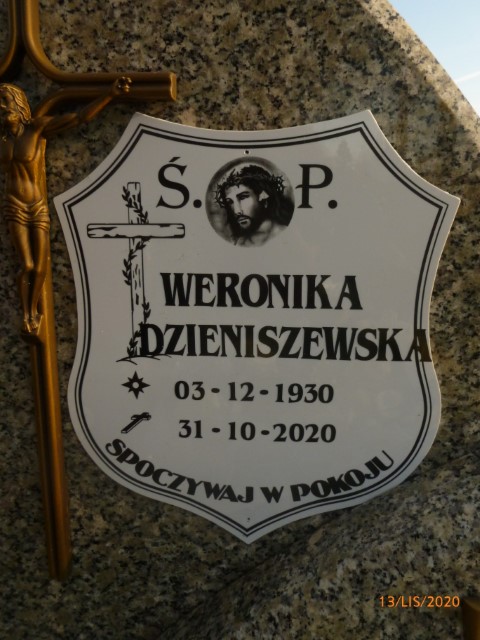 Ś. P.
WERONIKA
DZIENISZEWSKA
03-12-1930
31-10-2020
SPOCZYWAJ W POKOJU
13/LIS/2020